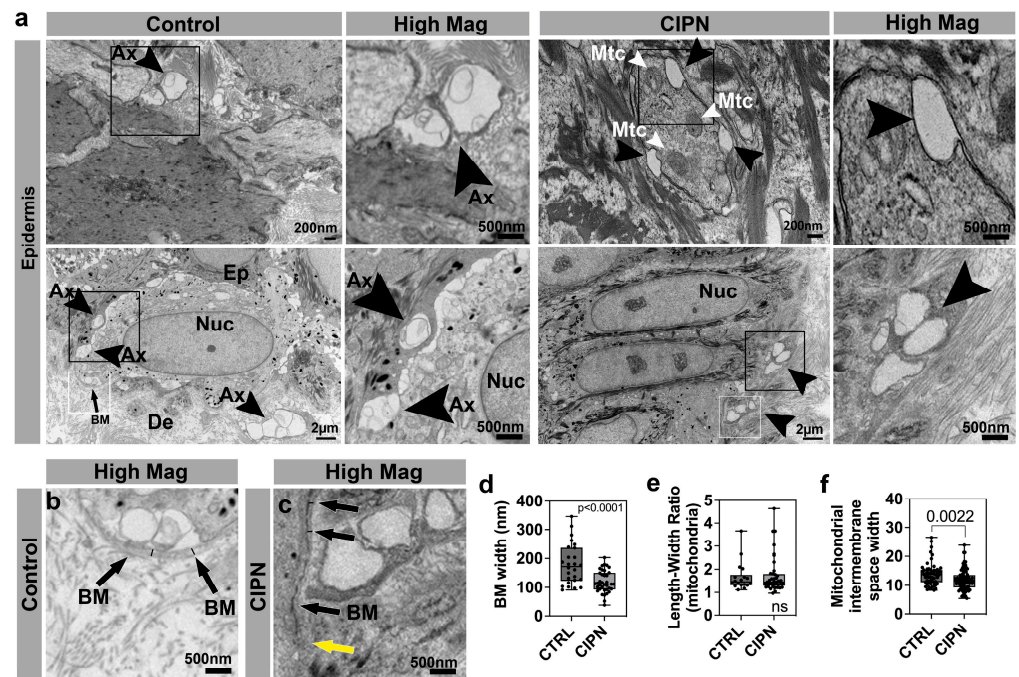 a
Control
High Mag
CIPN
High Mag
Epidermis
Ax
200nm
Ax
500nm
Mtc
Mtc
Mtc
200nm
500nm
Ep
Ax
Nuc
Ax
Ax
BM
De
2µm
Ax
Ax
Nuc
500nm
Nuc
2µm
500nm
High Mag
High Mag
Control
b
BM
BM
500nm
CIPN
c
BM
500nm
d
BM width (nm)
400
300
200
100
0
p<0.0001
CTRL
CIPN
e
Length-Width Ratio
(mitochondria)
5
4
3
2
1
0
ns
CTRL
CIPN
f
Mitochondrial
intermembrane
space width
40
30
20
10
0
0.0022
CTRL
CIPN